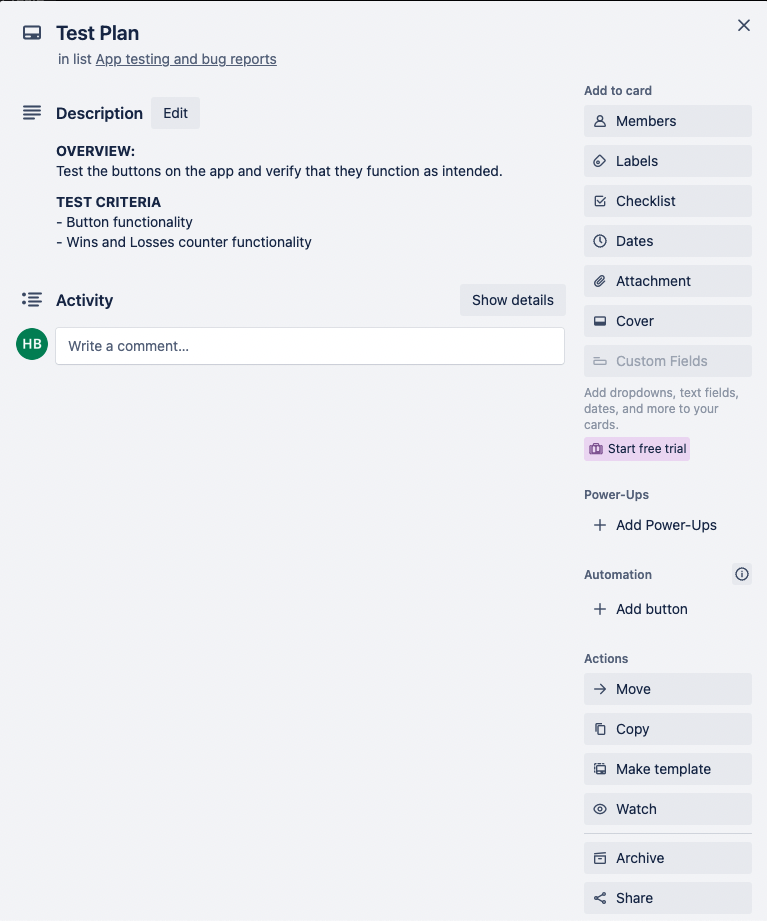 Test Plan
in list App testing and bug reports
Description
Edit
OVERVIEW:
Test the buttons on the app and verify that they function as intended.
TEST CRITERIA
- Button functionality
- Wins and Losses counter functionality
Activity
Show details
HB
Write a comment...
Add to card
Members
Labels
Checklist
Dates
Attachment
Cover
Custom Fields
Add dropdowns, text fields,
dates, and more to your
cards.
Start free trial
Power-Ups
Add Power-Ups
Automation
Add button
Actions
Move
Copy
Make template
Watch
Archive
Share